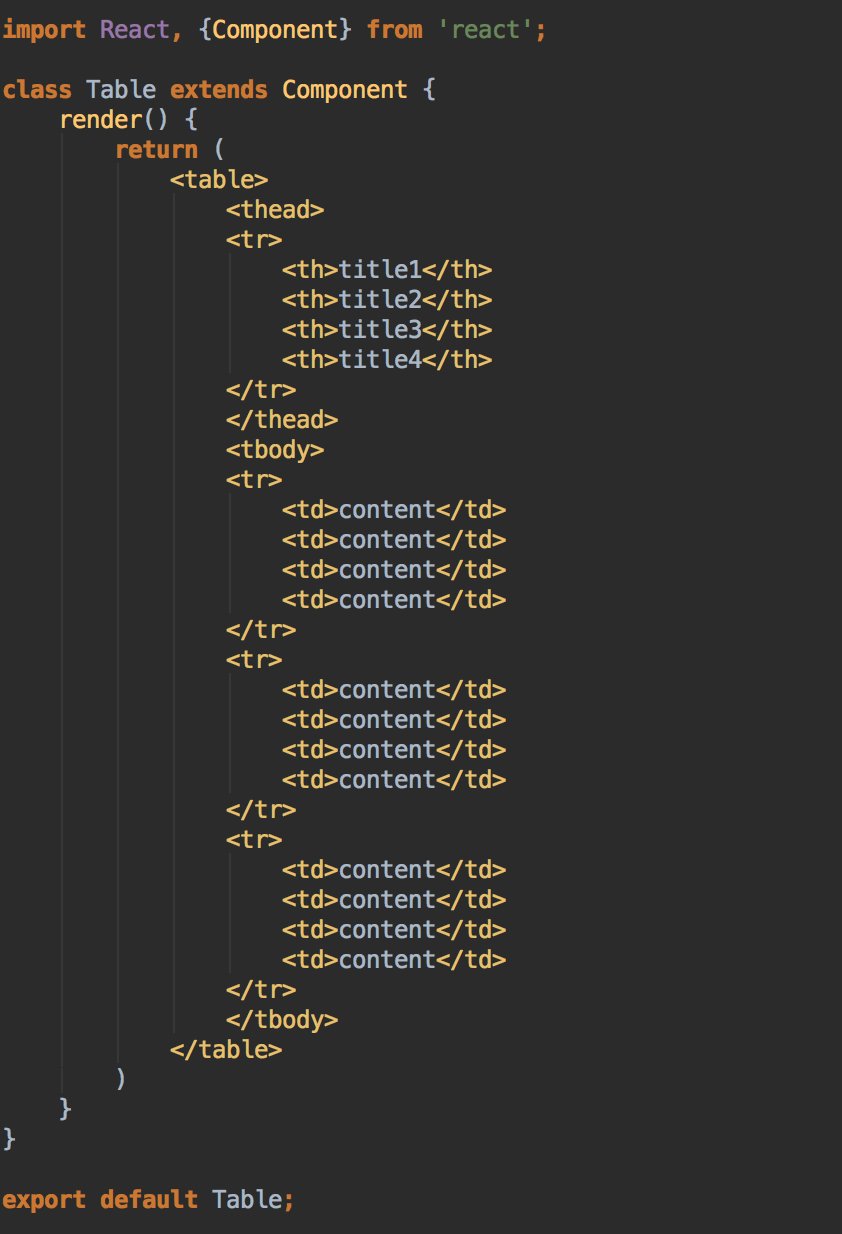 import React, {Component} from 'react';

class Table extends Component {
    render() {
        return (
            <table>
                <thead>
                <tr>
                    <th>title1</th>
                    <th>title2</th>
                    <th>title3</th>
                    <th>title4</th>
                </tr>
                </thead>
                <tbody>
                <tr>
                    <td>content</td>
                    <td>content</td>
                    <td>content</td>
                    <td>content</td>
                </tr>
                <tr>
                    <td>content</td>
                    <td>content</td>
                    <td>content</td>
                    <td>content</td>
                </tr>
                <tr>
                    <td>content</td>
                    <td>content</td>
                    <td>content</td>
                    <td>content</td>
                </tr>
                </tbody>
            </table>
        )
    }
}

export default Table;